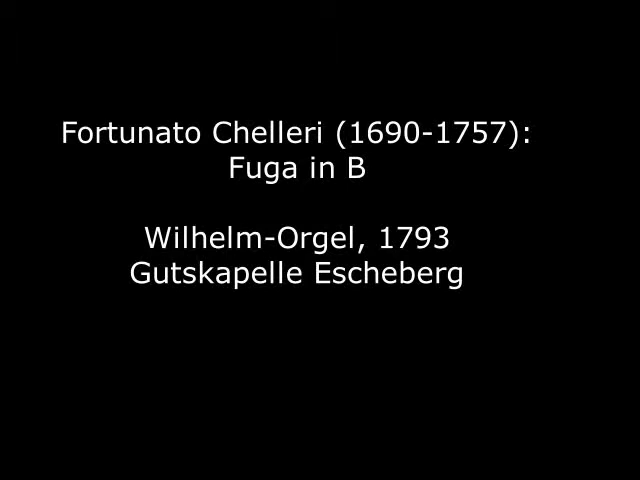 Fortunato Chelleri (1690-1757):
Fuga in B
Wilhelm-Orgel, 1793
Gutskapelle Escheberg